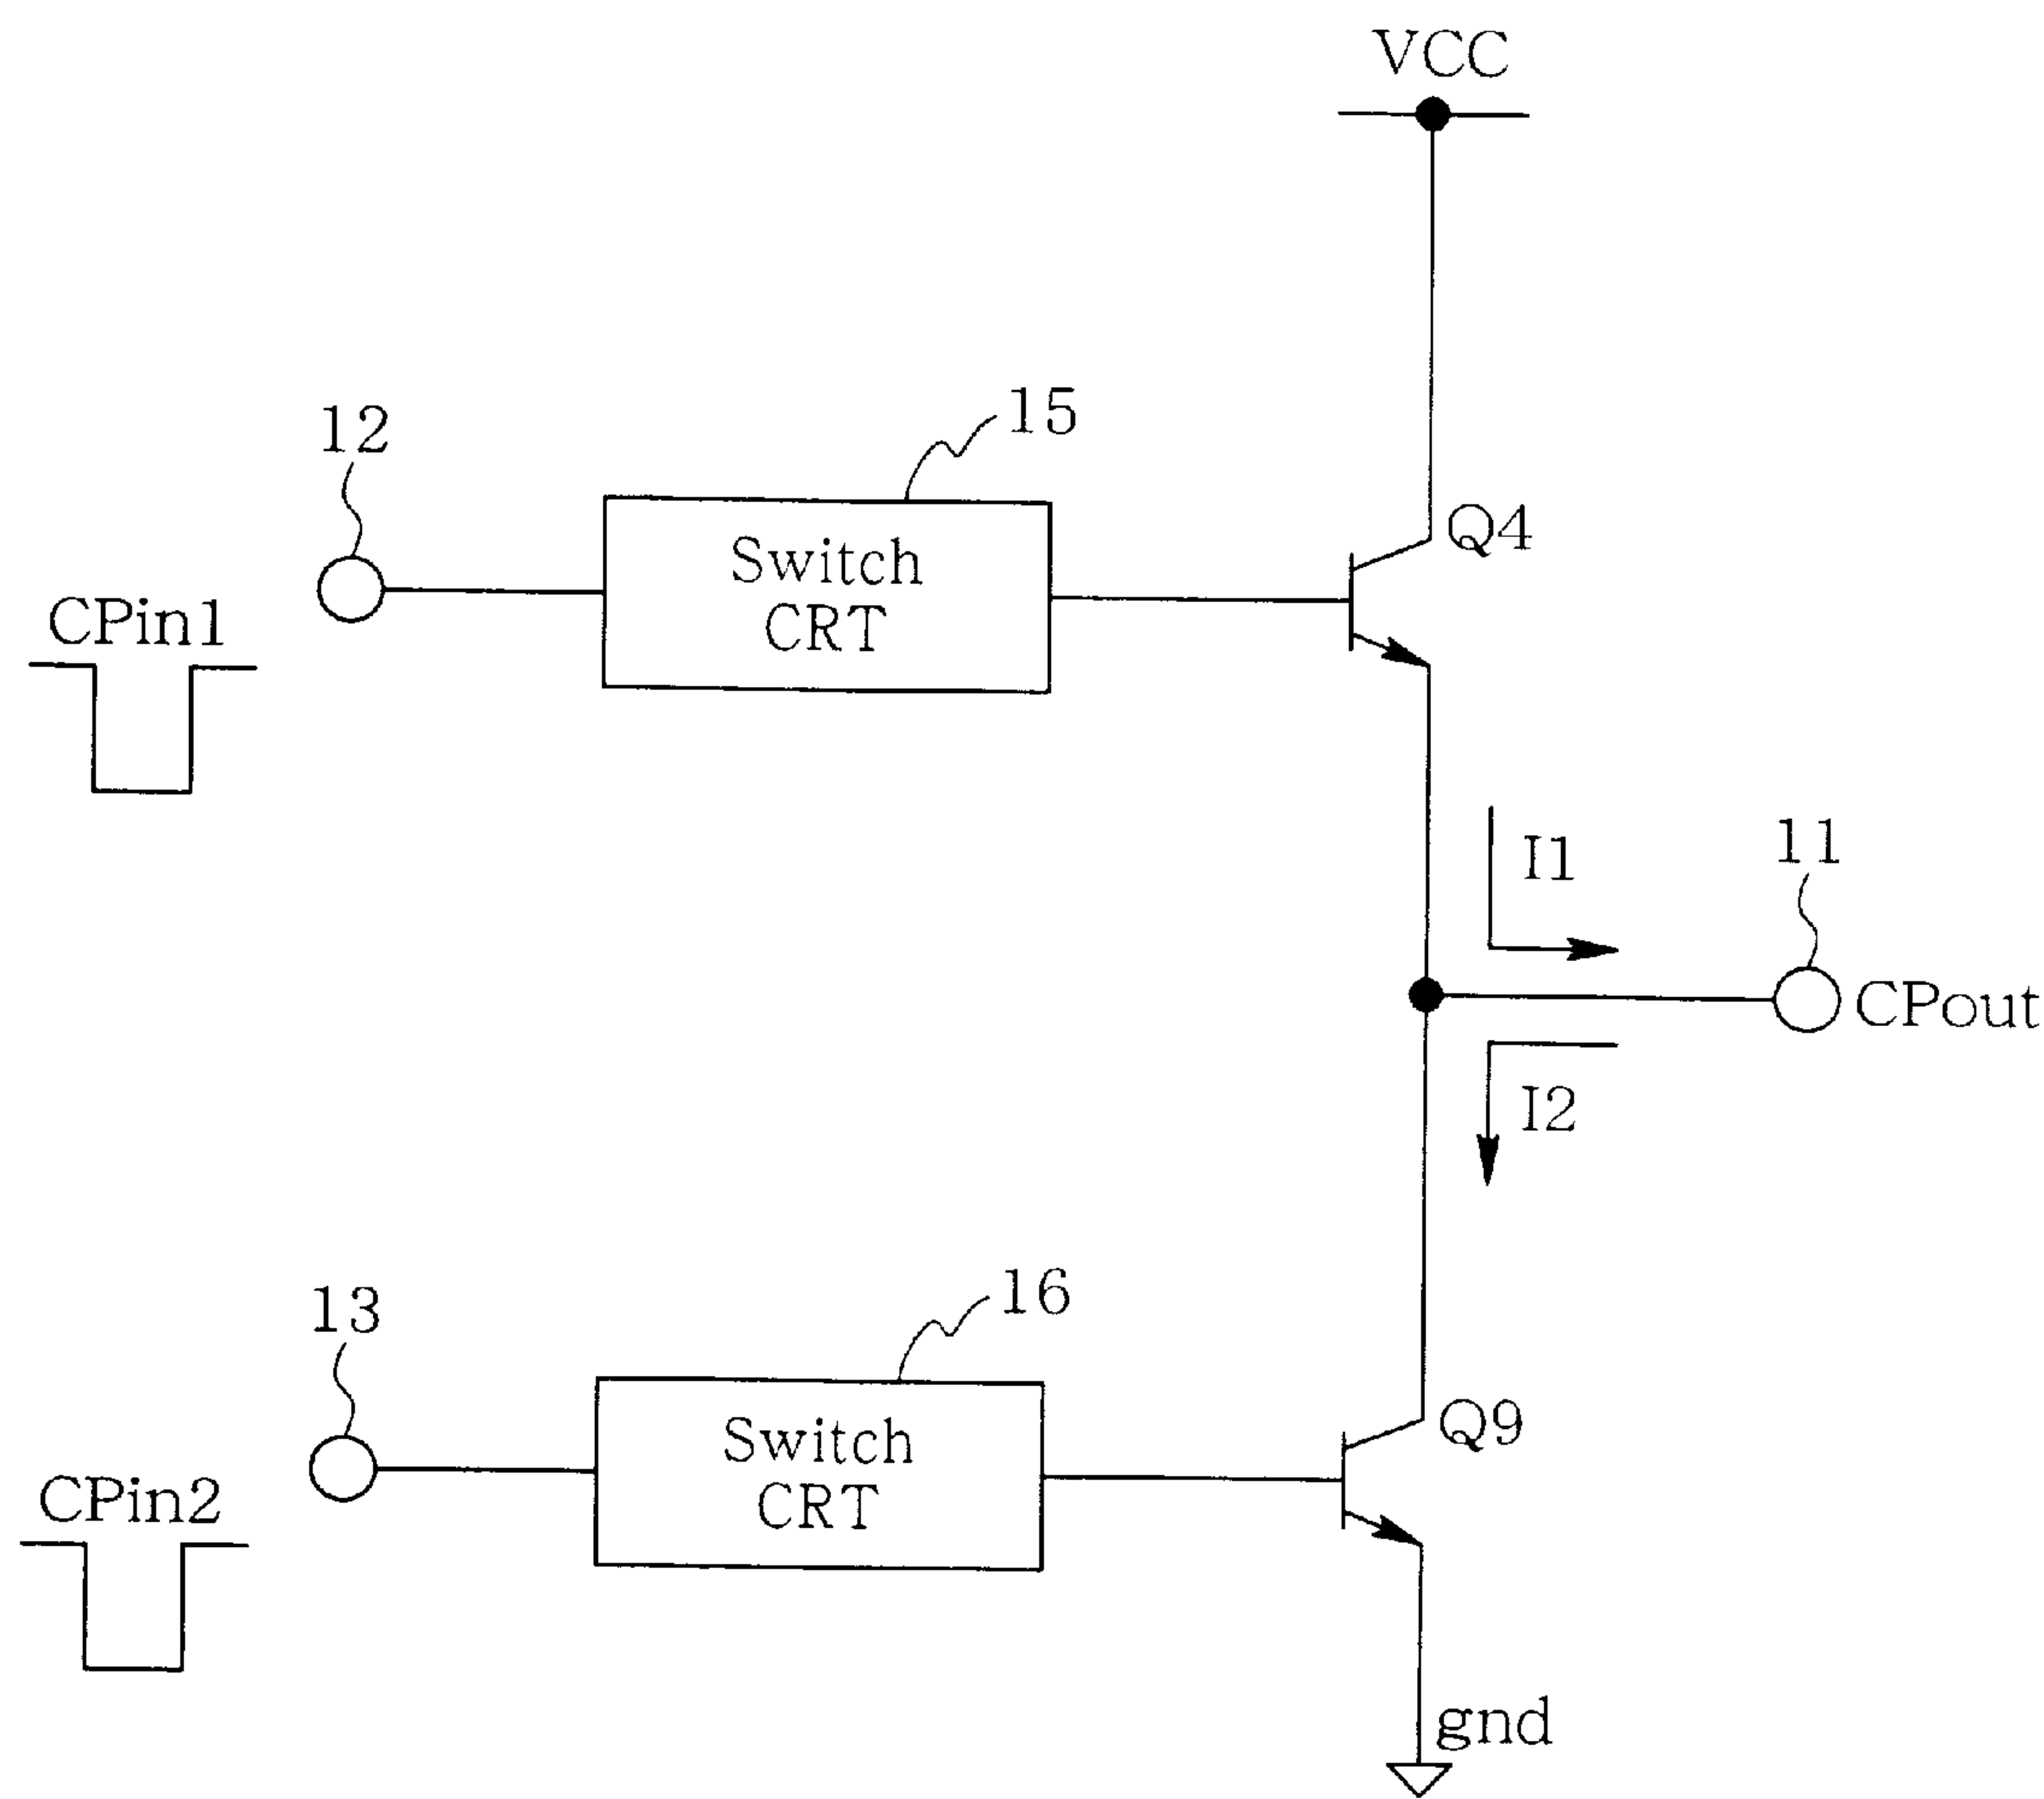 VCC
15
12
Q4
Switch
CRT
CPin1
I1
11
CPout
I2
16
13
Q9
Switch
CRT
CPin2
gnd